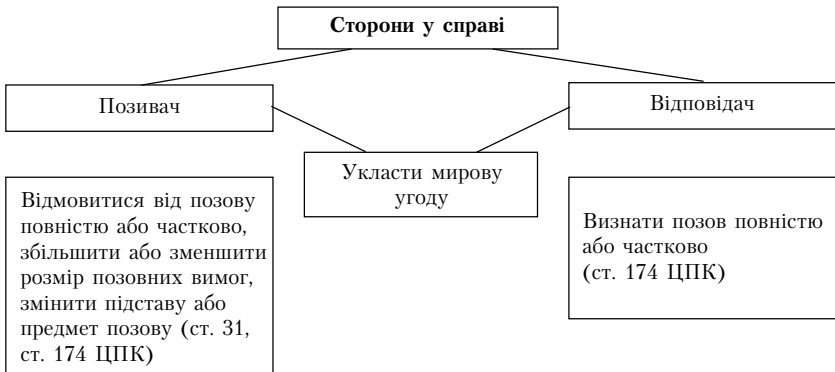 Сторони у справі
Позивач
Відповідач
Укласти мирову
угоду
Відмовитися від позову
повністю або частково,
збільшити або зменшити
розмір позовних вимог,
змінити підставу або
предмет позову (ст. 31,
ст. 174 ЦПК)
Визнати позов повністю
або частково
(ст. 174 ЦПК)